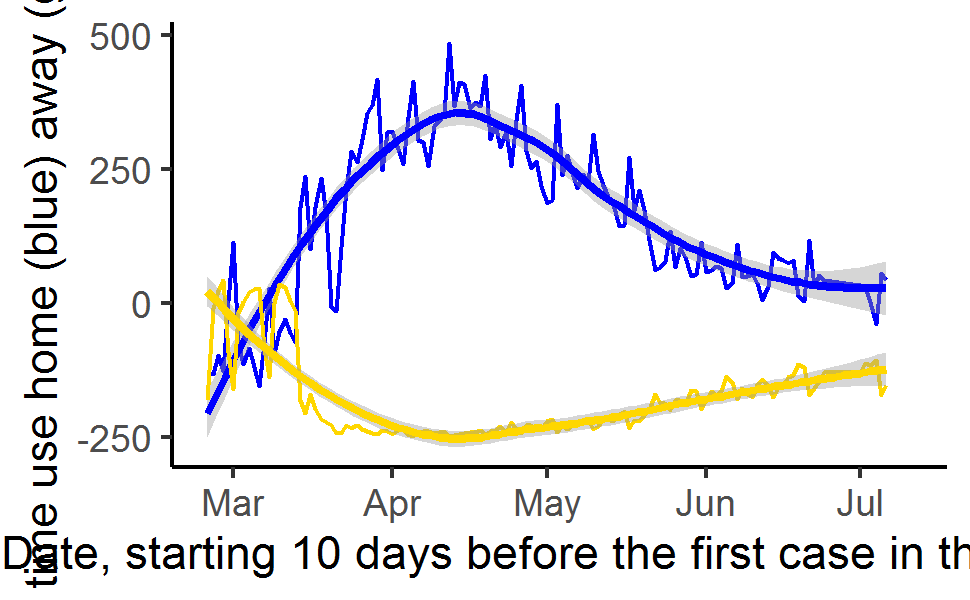 time use home (blue) away (
500
250
0
-250
Mar Apr May Jun Jul
Date, starting 10 days before the first case in th